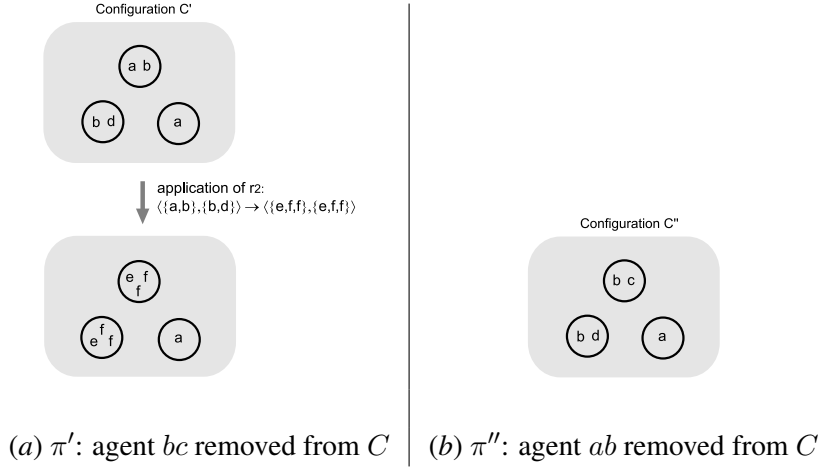 Configuration C'
a b
b d
a
application of r2:
⟨{a,b},{b,d}⟩ → ⟨{e,f,f},{e,f,f}⟩
e f
f
f
e f
a
(a) π′: agent bc removed from C
Configuration C"
b c
b d
a
(b) π″: agent ab removed from C